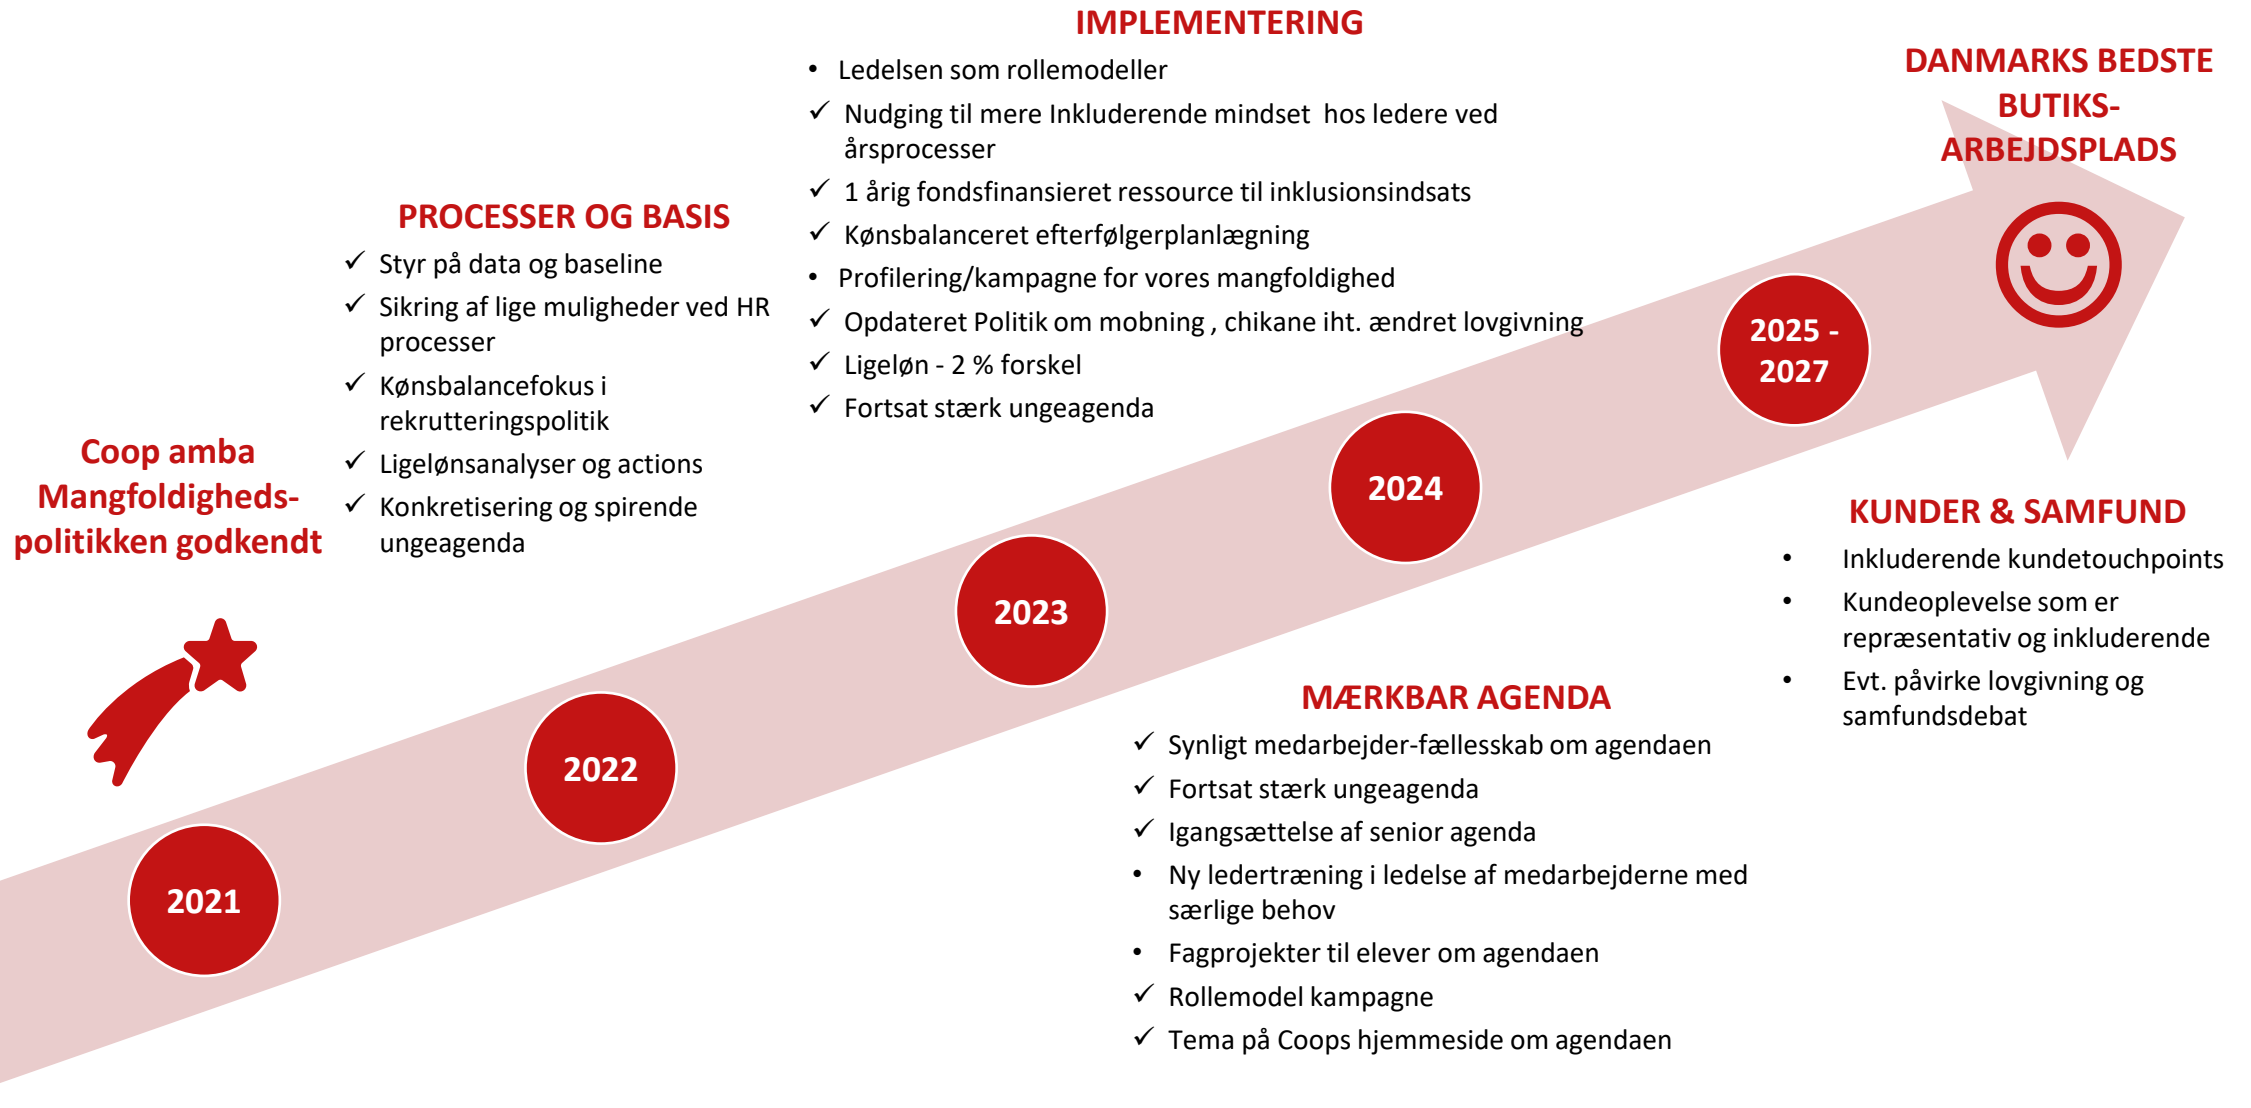 Coop amba
Mangfoldigheds-
politikken godkendt
2021
PROCESSER OG BASIS
✓ Styr på data og baseline
✓ Sikring af lige muligheder ved HR
processer
✓ Kønsbalancefokus i
rekrutteringspolitik
✓ Ligelønsanalyser og actions
✓ Konkretisering og spirende
ungeagenda
2022
IMPLEMENTERING
• Ledelsen som rollemodeller
✓ Nudging til mere Inkluderende mindset hos ledere ved
årsprocesser
✓ 1 årig fondsfinansieret ressource til inklusionsindsats
✓ Kønsbalanceret efterfølgerplanlægning
• Profilering/kampagne for vores mangfoldighed
✓ Opdateret Politik om mobning , chikane iht. ændret lovgivning
✓ Ligeløn - 2 % forskel
✓ Fortsat stærk ungeagenda
2023
MÆRKBAR AGENDA
✓ Synligt medarbejder-fællesskab om agendaen
✓ Fortsat stærk ungeagenda
✓ Igangsættelse af senior agenda
• Ny ledertræning i ledelse af medarbejderne med
særlige behov
• Fagprojekter til elever om agendaen
✓ Rollemodel kampagne
✓ Tema på Coops hjemmeside om agendaen
2024
KUNDER & SAMFUND
• Inkluderende kundetouchpoints
• Kundeoplevelse som er
repræsentativ og inkluderende
• Evt. påvirke lovgivning og
samfundsdebat
2025 -
2027
DANMARKS BEDSTE
BUTIKS-
ARBEJDSPLADS